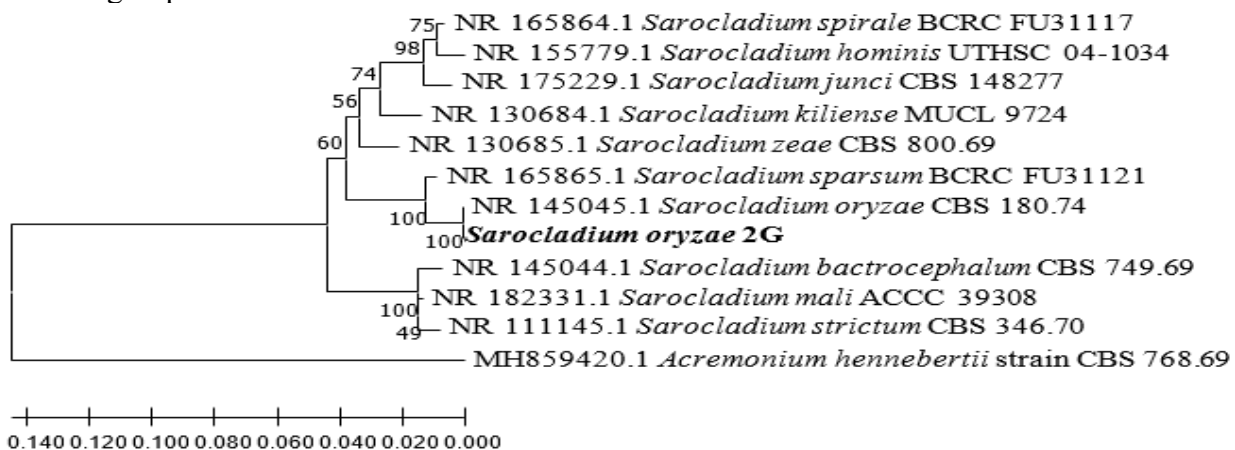 75 NR 165864.1 Sarocladium spirale BCRC FU31117
98 NR 155779.1 Sarocladium hominis UTHSC 04-1034
74 NR 175229.1 Sarocladium junci CBS 148277
56 NR 130684.1 Sarocladium kiliense MUCL 9724
60 NR 130685.1 Sarocladium zeae CBS 800.69
NR 165865.1 Sarocladium sparsum BCRC FU31121
100 NR 145045.1 Sarocladium oryzae CBS 180.74
100 Sarocladium oryzae 2G
NR 145044.1 Sarocladium bactrocephalum CBS 749.69
100 NR 182331.1 Sarocladium mali ACCC 39308
49 NR 111145.1 Sarocladium strictum CBS 346.70
MH859420.1 Acremonium hennebertii strain CBS 768.69
0.140 0.120 0.100 0.080 0.060 0.040 0.020 0.000